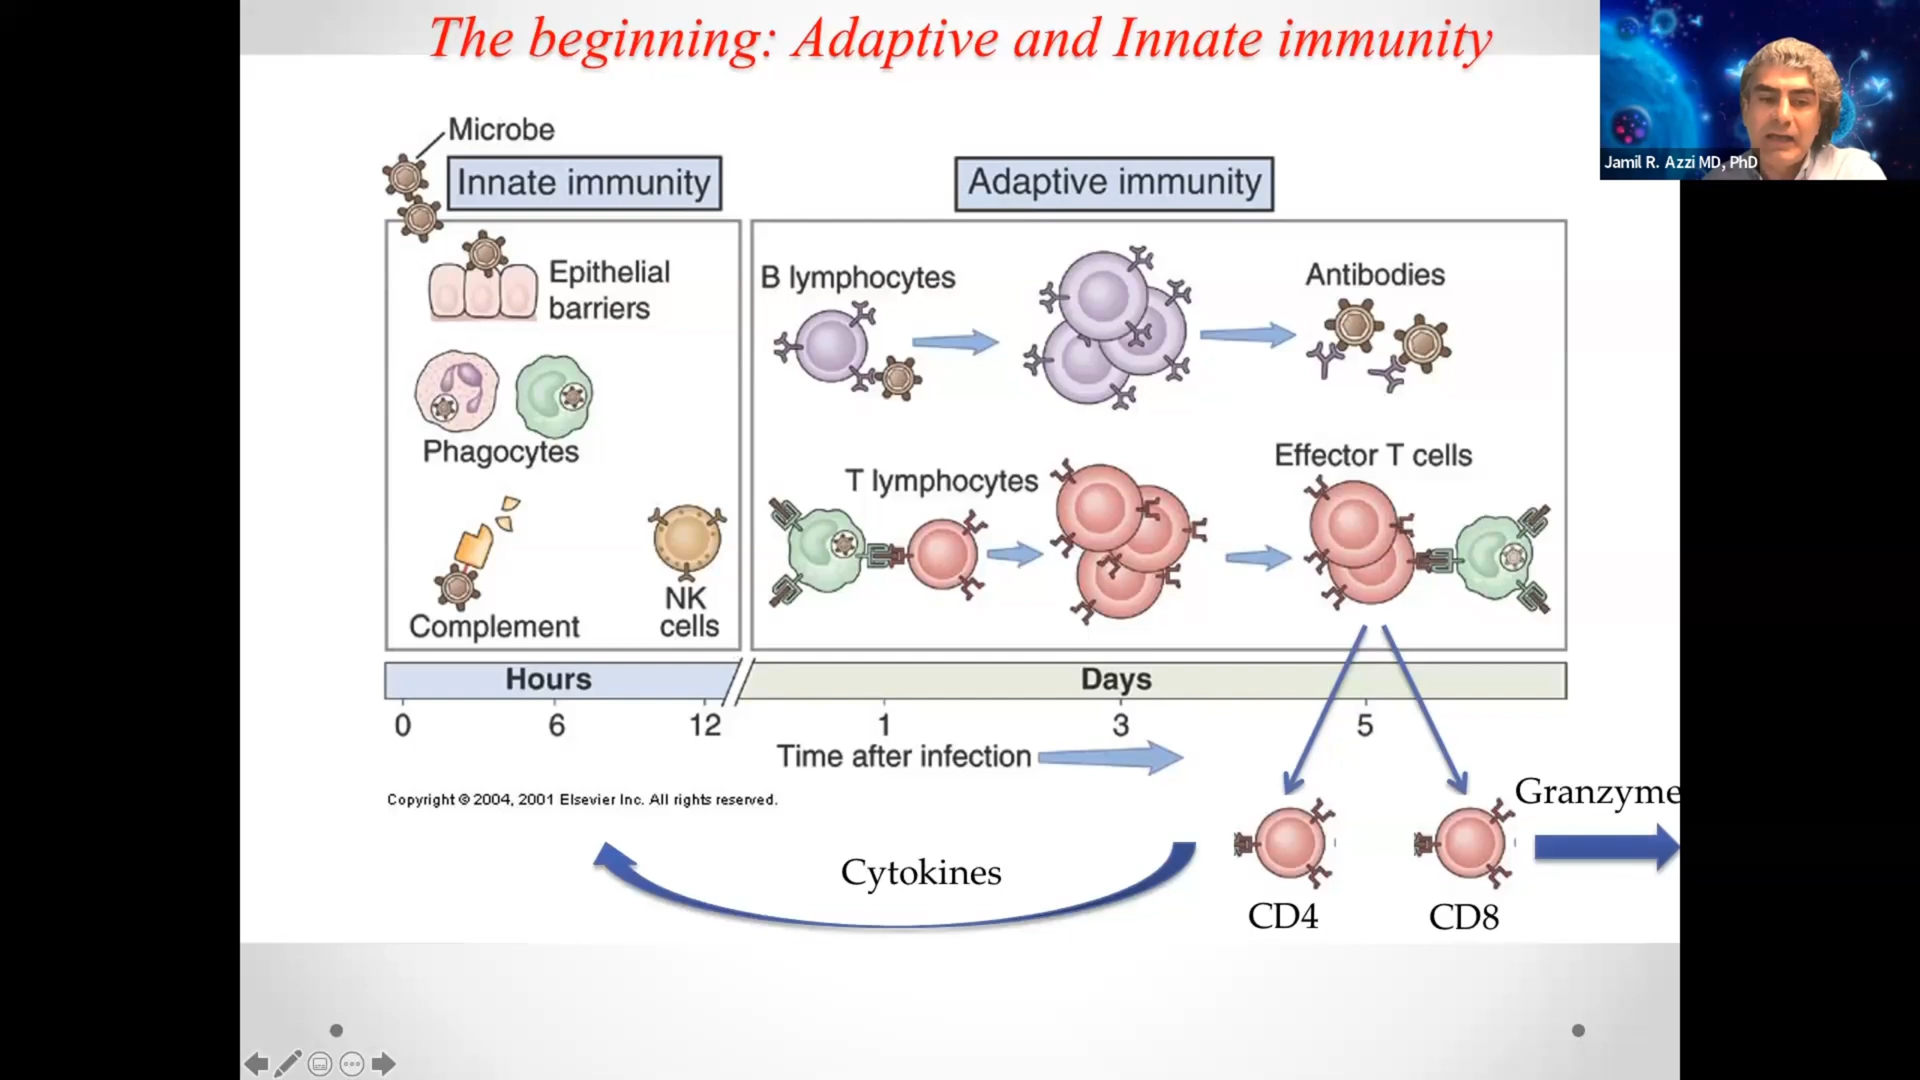 The beginning: Adaptive and Innate immunity
Jamil R. Azzi MD, PhD
Microbe
Innate immunity
Adaptive immunity
Epithelial
barriers
Phagocytes
Complement
NK
cells
B lymphocytes
Antibodies
T lymphocytes
Effector T cells
Hours
Days
0
6
12
1
3
5
Time after infection
Copyright © 2004, 2001 Elsevier Inc. All rights reserved.
Granzyme
Cytokines
CD4
CD8